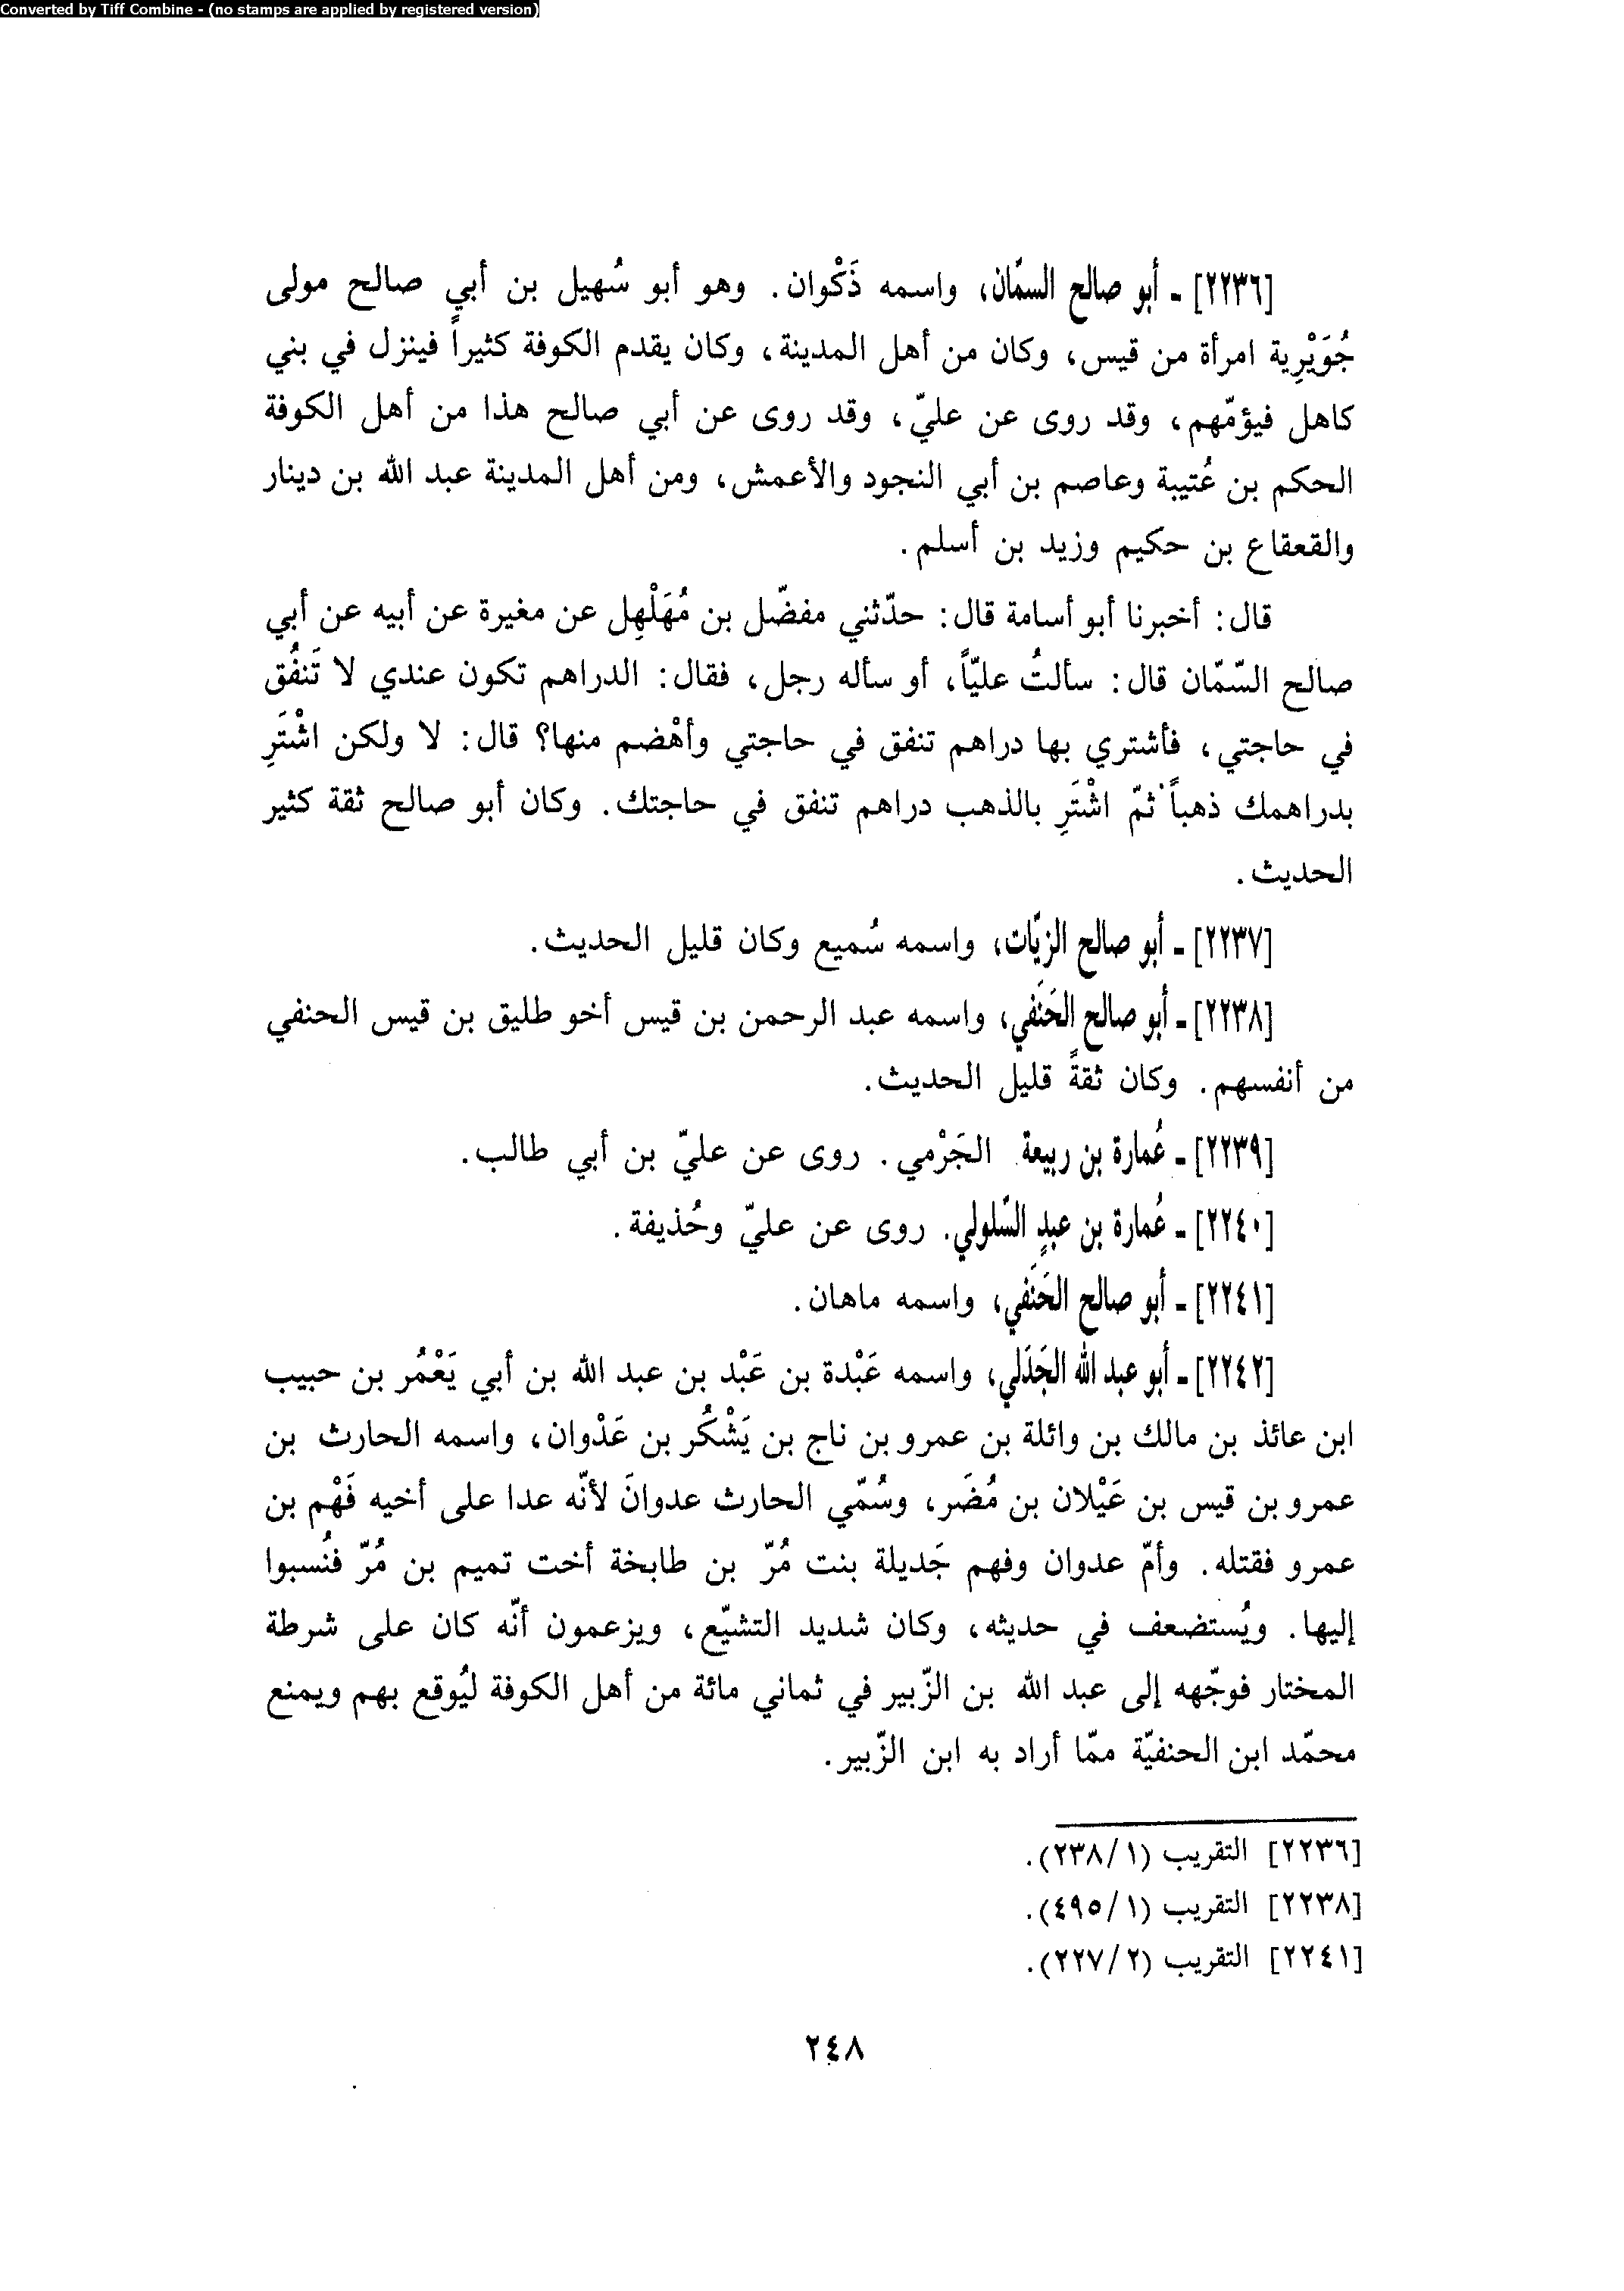 Converted by Tiff Combine - (no stamps are applied by registered version)
[٢٢٣٦] ـ أبو صالح السمّان، واسمه ذَكْوان. وهو أبو سُهيل بن أبي صالح مولى
جُوَيْرِية امرأة من قيس، وكان من أهل المدينة، وكان يقدم الكوفة كثيراً فينزل في بني
كاهل فيؤمّهم، وقد روى عن عليّ، وقد روى عن أبي صالح هذا من أهل الكوفة
الحكم بن عُتيبة وعاصم بن أبي النجود والأعمش، ومن أهل المدينة عبد الله بن دينار
والقعقاع بن حكيم وزيد بن أسلم.
قال: أخبرنا أبو أسامة قال: حدّثني مفضّل بن مُهَلْهِل عن مغيرة عن أبيه عن أبي
صالح السّمّان قال: سألتُ عليّاً، أو سأله رجل، فقال: الدراهم تكون عندي لا تَنفُق
في حاجتي، فأشتري بها دراهم تنفق في حاجتي وأهْضم منها؟ قال: لا ولكن اشْتَرِ
بدراهمك ذهباً ثمّ اشْتَرِ بالذهب دراهم تنفق في حاجتك. وكان أبو صالح ثقة كثير
الحديث.
[٢٢٣٧] ـ أبو صالح الزيّات، واسمه سُميع وكان قليل الحديث.
[٢٢٣٨] ـ أبو صالح الحَنَفي، واسمه عبد الرحمن بن قيس أخو طليق بن قيس الحنفي
من أنفسهم. وكان ثقةً قليل الحديث.
[٢٢٣٩] ـ عُمارة بن ربيعة الجَرْمي. روى عن عليّ بن أبي طالب.
[٢٢٤٠] ـ عُمارة بن عبدٍ السّلولي. روى عن عليّ وحُذيفة.
[٢٢٤١] ـ أبو صالح الحَنَفي، واسمه ماهان.
[٢٢٤٢] ـ أبو عبد الله الجَدَلي، واسمه عَبْدة بن عَبْد بن عبد الله بن أبي يَعْمُر بن حبيب
ابن عائذ بن مالك بن وائلة بن عمرو بن ناج بن يَشْكُر بن عَدْوان، واسمه الحارث بن
عمرو بن قيس بن عَيْلان بن مُضَر، وسُمّي الحارث عدوانَ لأنّه عدا على أخيه فَهْم بن
عمرو فقتله. وأمّ عدوان وفهم جَديلة بنت مُرّ بن طابخة أخت تميم بن مُرّ فنُسبوا
إليها. ويُستضعف في حديثه، وكان شديد التشيّع، ويزعمون أنّه كان على شرطة
المختار فوجّهه إلى عبد الله بن الزّبير في ثماني مائة من أهل الكوفة ليُوقع بهم ويمنع
محمّد ابن الحنفيّة ممّا أراد به ابن الزّبير.
[٢٢٣٦] التقريب (٢٣٨/١).
[٢٢٣٨] التقريب (٤٩٥/١).
[٢٢٤١] التقريب (٢٢٧/٢).
٢٤٨